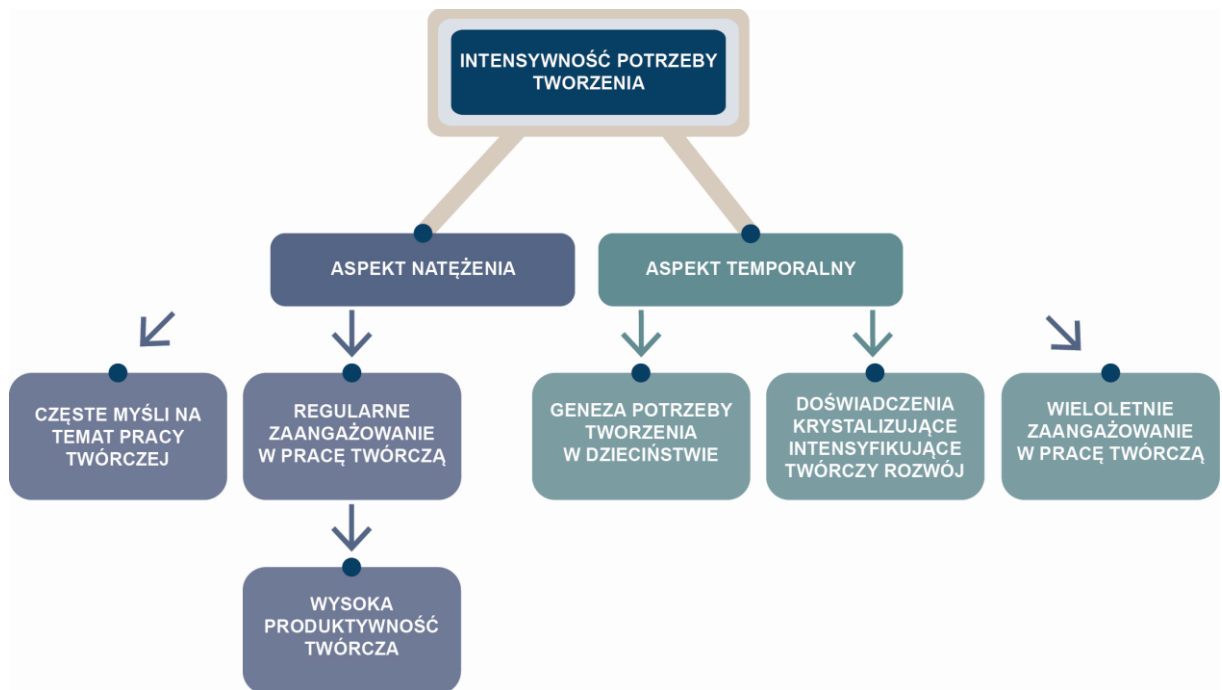 INTENSYWNOŚĆ POTRZEBY
TWORZENIA
ASPEKT NATĘŻENIA
ASPEKT TEMPORALNY
CZĘSTE MYŚLI NA
TEMAT PRACY
TWÓRCZEJ
REGULARNE
ZAANGAŻOWANIE
W PRACĘ TWÓRCZĄ
GENEZA POTRZEBY
TWORZENIA
W DZIECIŃSTWIE
DOŚWIADCZENIA
KRYSTALIZUJĄCE
INTENSYFIKUJĄCE
TWÓRCZY ROZWÓJ
WIELOLETNIE
ZAANGAŻOWANIE
W PRACĘ TWÓRCZĄ
WYSOKA
PRODUKTYWNOŚĆ
TWÓRCZA